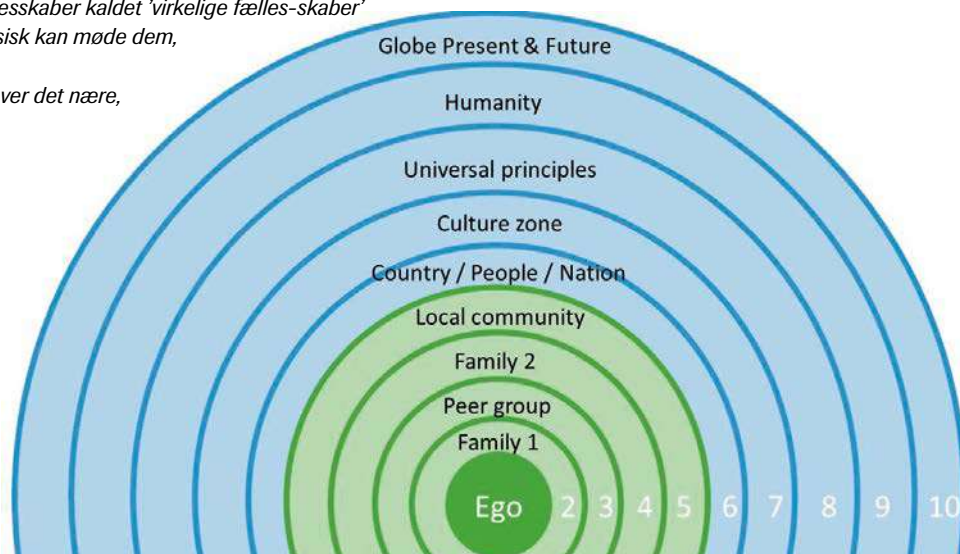 esskaber kaldet 'virkelige fælles-skaber'
sisk kan møde dem,
ver det nære,
Globe Present & Future
Humanity
Universal principles
Culture zone
Country / People / Nation
Local community
Family 2
Peer group
Family 1
Ego 2 3 4 5 6 7 8 9 10